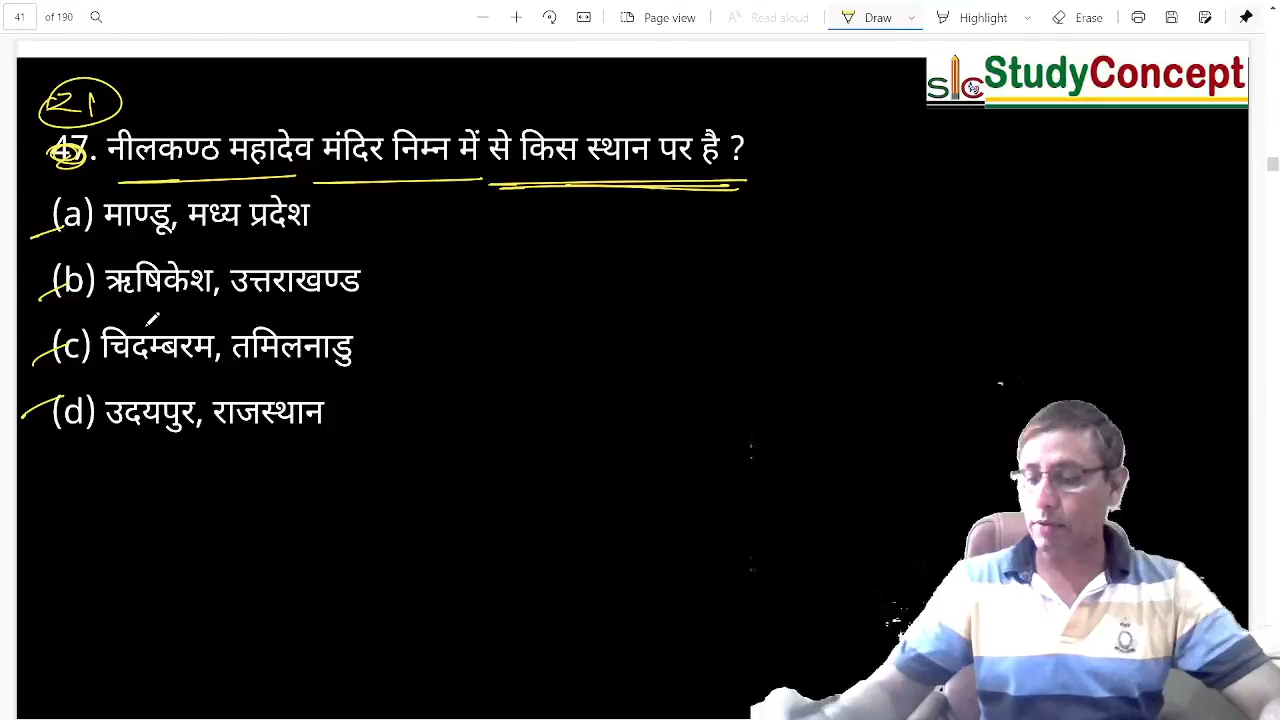 41 of 190
Page view
Read aloud
Draw
Highlight
Erase
StudyConcept
SC
21
47. नीलकण्ठ महादेव मंदिर निम्न में से किस स्थान पर है ?
(a) माण्डू, मध्य प्रदेश
(b) ऋषिकेश, उत्तराखण्ड
(c) चिदम्बरम, तमिलनाडु
(d) उदयपुर, राजस्थान